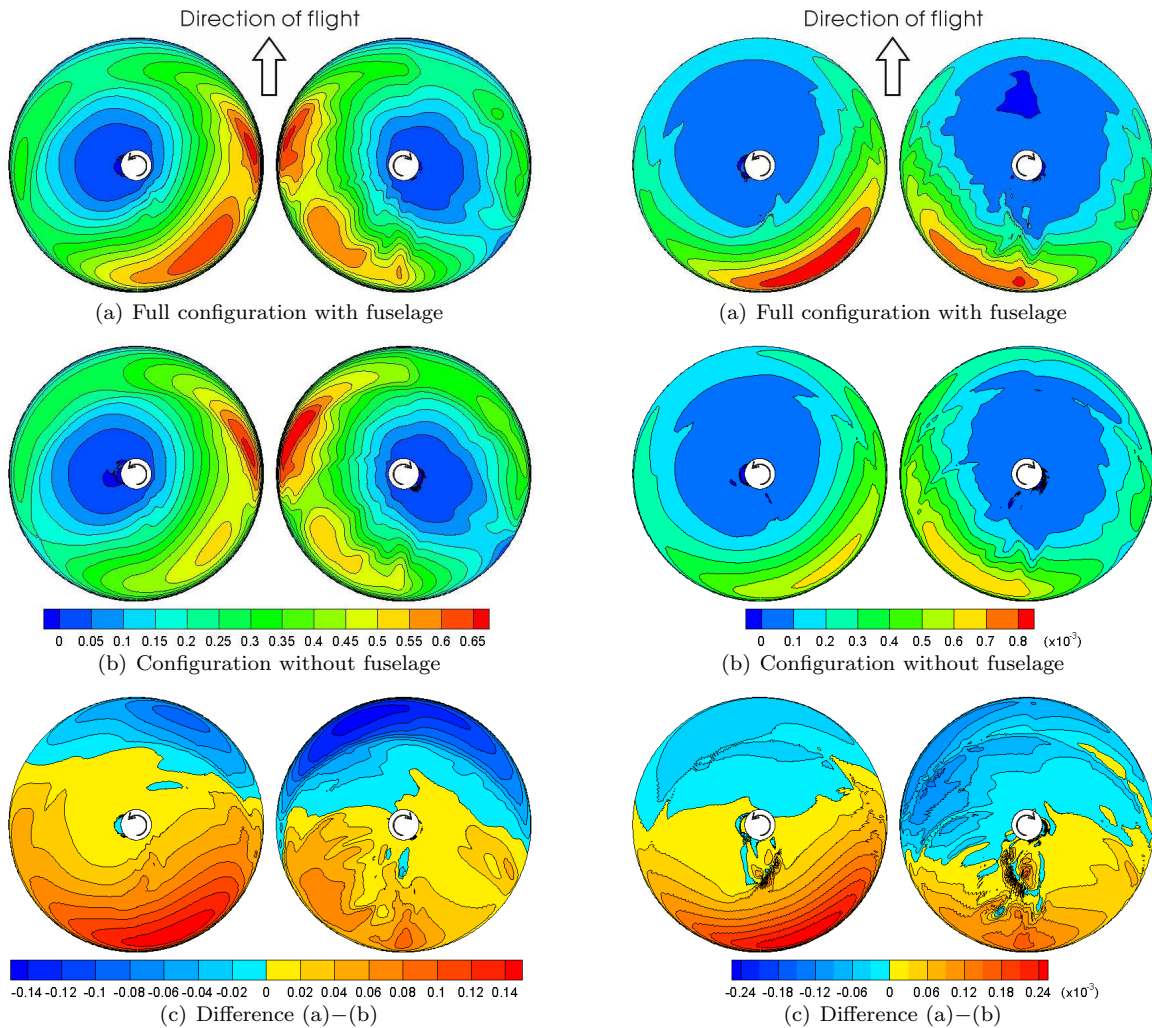 Direction of flight
Direction of flight
(a) Full configuration with fuselage
(a) Full configuration with fuselage
0 0.05 0.1 0.15 0.2 0.25 0.3 0.35 0.4 0.45 0.5 0.55 0.6 0.65
0 0.1 0.2 0.3 0.4 0.5 0.6 0.7 0.8 (x10⁻³)
(b) Configuration without fuselage
(b) Configuration without fuselage
-0.14 -0.12 -0.1 -0.08 -0.06 -0.04 -0.02 0 0.02 0.04 0.06 0.08 0.1 0.12 0.14
-0.24 -0.18 -0.12 -0.06 0 0.06 0.12 0.18 0.24 (x10⁻³)
(c) Difference (a)−(b)
(c) Difference (a)−(b)